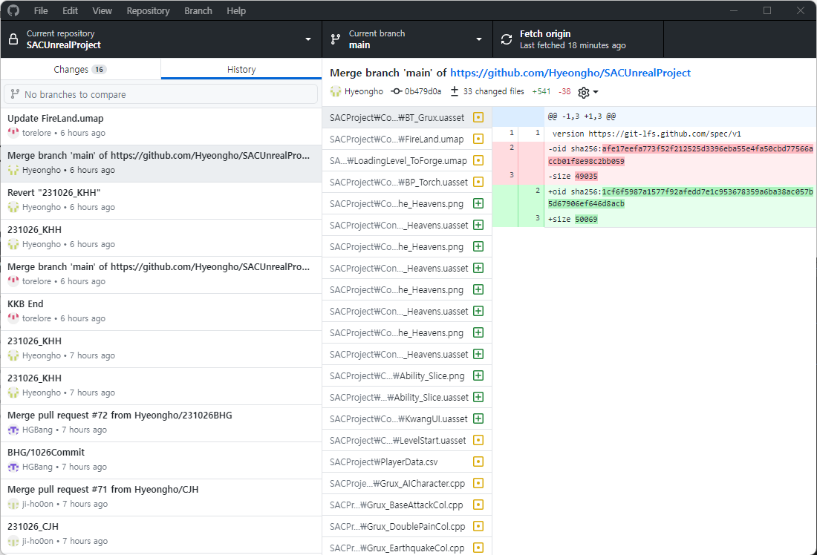 File Edit View Repository Branch Help
Current repository
SACUnrealProject
Current branch
main
Fetch origin
Last fetched 18 minutes ago
Changes 16
History
No branches to compare
Update FireLand.umap
torelore • 6 hours ago
Merge branch 'main' of https://github.com/Hyeongho/SACUnrealPro...
Hyeongho • 6 hours ago
Revert "231026_KHH"
Hyeongho • 6 hours ago
231026_KHH
Hyeongho • 6 hours ago
Merge branch 'main' of https://github.com/Hyeongho/SACUnrealPro...
torelore • 6 hours ago
KKB End
torelore • 6 hours ago
231026_KHH
Hyeongho • 7 hours ago
231026_KHH
Hyeongho • 7 hours ago
Merge pull request #72 from Hyeongho/231026BHG
HGBang • 7 hours ago
BHG/1026Commit
HGBang • 7 hours ago
Merge pull request #71 from Hyeongho/CJH
ji-ho0on • 7 hours ago
231026_CJH
ji-ho0on • 7 hours ago
Merge branch 'main' of https://github.com/Hyeongho/SACUnrealProject
Hyeongho 0b479d0a 33 changed files +541 -38
SACProject₩Co...₩BT_Grux.uasset
SACProject₩Co...₩FireLand.umap
SA...₩LoadingLevel_ToForge.umap
SACProject₩Co...₩BP_Torch.uasset
SACProject₩Co...he_Heavens.png
SACProject₩Con..._Heavens.uasset
SACProject₩Co...he_Heavens.png
SACProject₩Con..._Heavens.uasset
SACProject₩Co...he_Heavens.png
SACProject₩Con..._Heavens.uasset
SACProject₩Co...he_Heavens.png
SACProject₩Con..._Heavens.uasset
SACProject₩C...₩Ability_Slice.png
SACProject₩...₩Ability_Slice.uasset
SACProject₩Co...₩KwangUI.uasset
SACProject₩C...₩LevelStart.uasset
SACProject₩PlayerData.csv
SACProje...₩Grux_AICharacter.cpp
SACPr...₩Grux_BaseAttackCol.cpp
SACPr...₩Grux_DoublePainCol.cpp
SACPr...₩Grux_EarthquakeCol.cpp
@@ -1,3 +1,3 @@
1 1 version https://git-lfs.github.com/spec/v1
2 -oid sha256:afe17eefa773f52f212525d3396eba55e4fa50cbd77566a
ccb01f8e98c2bb059
3 -size 49035
2 +oid sha256:1cf6f5987a1577f92afedd7e1c953678359a6ba38ac057b
5d67906ef646d8acb
3 +size 50069